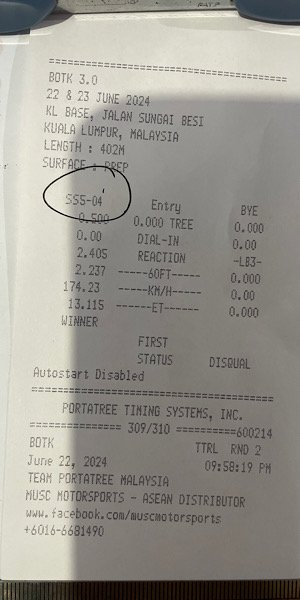 ==============================
BOTK 3.0
22 & 23 JUNE 2024
KL BASE, JALAN SUNGAI BESI
KUALA LUMPUR, MALAYSIA
LENGTH : 402M
SURFACE : PREP
SS5-04 Entry BYE
0.500 0.000 TREE 0.000
0.00 DIAL-IN 0.00
2.405 REACTION -LB3-
2.237 -----60FT----- 0.000
174.23 -----KM/H----- 0.00
13.115 ------ET------ 0.000
WINNER
FIRST
STATUS DISQUAL
Autostart Disabled
==============================
PORTATREE TIMING SYSTEMS, INC.
============= 309/310 ==========600214
BOTK TTRL RND 2
June 22, 2024 09:58:19 PM
TEAM PORTATREE MALAYSIA
MUSC MOTORSPORTS - ASEAN DISTRIBUTOR
www.facebook.com/muscmotorsports
+6016-6681490